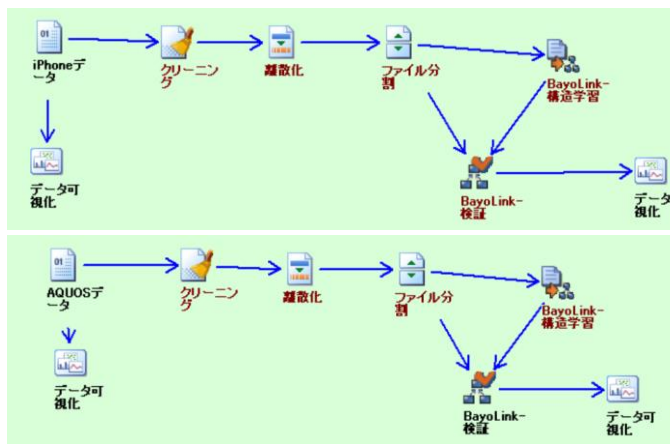 iPhoneデ
ータ
クリーニン
グ
離散化
ファイル分
割
BayoLink-
構造学習
データ可
視化
BayoLink-
検証
データ可
視化
AQUOSデ
ータ
クリーニン
グ
離散化
ファイル分
割
BayoLink-
構造学習
データ可
視化
BayoLink-
検証
データ可
視化